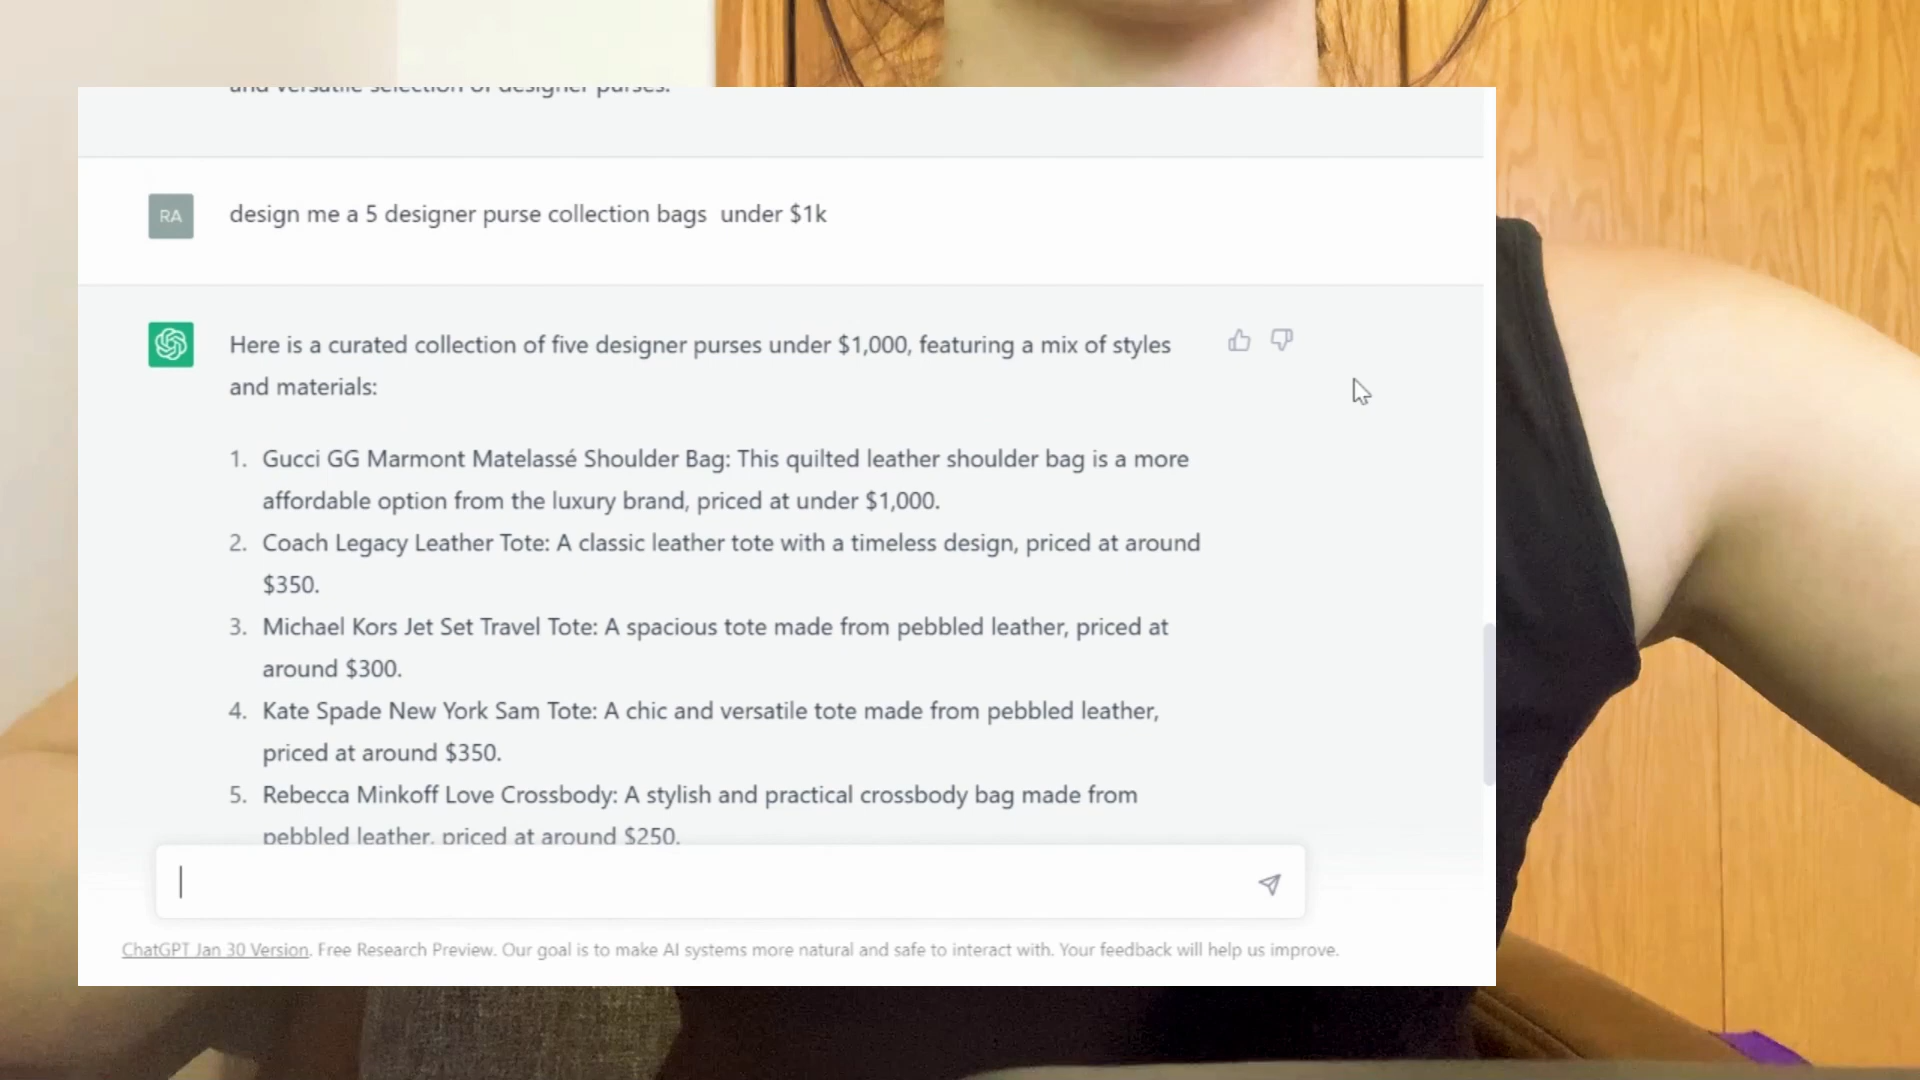 and versatile selection of designer purses.
RA
design me a 5 designer purse collection bags  under $1k
Here is a curated collection of five designer purses under $1,000, featuring a mix of styles
and materials:
1. Gucci GG Marmont Matelassé Shoulder Bag: This quilted leather shoulder bag is a more
affordable option from the luxury brand, priced at under $1,000.
2. Coach Legacy Leather Tote: A classic leather tote with a timeless design, priced at around
$350.
3. Michael Kors Jet Set Travel Tote: A spacious tote made from pebbled leather, priced at
around $300.
4. Kate Spade New York Sam Tote: A chic and versatile tote made from pebbled leather,
priced at around $350.
5. Rebecca Minkoff Love Crossbody: A stylish and practical crossbody bag made from
pebbled leather, priced at around $250.
ChatGPT Jan 30 Version. Free Research Preview. Our goal is to make AI systems more natural and safe to interact with. Your feedback will help us improve.